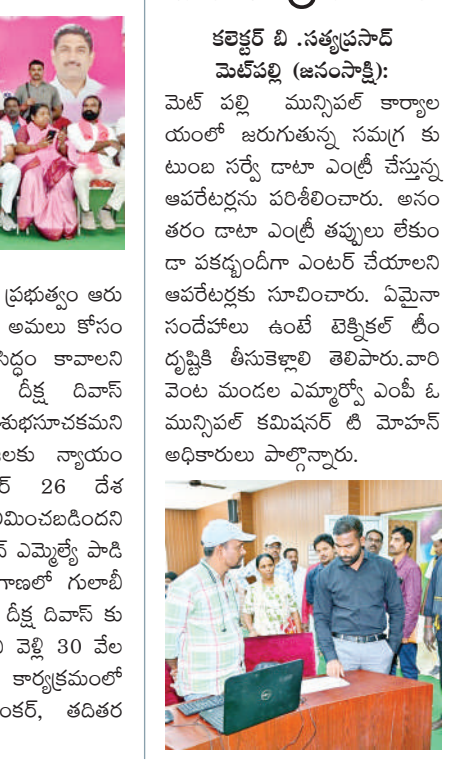 ప్రభుత్వం ఆరు
అమలు కోసం
సిద్ధం కావాలని
దీక్ష దివాస్
శుభసూచకమని
లకు న్యాయం
ర్ 26 దేశ
మించబడిందని
ఎమ్మెల్యే పాడి
గాణలో గులాబీ
దీక్ష దివాస్ కు
వెళ్లి 30 వేల
కార్యక్రమంలో
ంకర్, తదితర
కలెక్టర్ బి .సత్యప్రసాద్
మెట్‌పల్లి (జనంసాక్షి):
మెట్ పల్లి మున్సిపల్ కార్యాల
యంలో జరుగుతున్న సమగ్ర కు
టుంబ సర్వే డాటా ఎంట్రీ చేస్తున్న
ఆపరేటర్లను పరిశీలించారు. అనం
తరం డాటా ఎంట్రీ తప్పులు లేకుం
డా పకడ్బందీగా ఎంటర్ చేయాలని
ఆపరేటర్లకు సూచించారు. ఏమైనా
సందేహాలు ఉంటే టెక్నికల్ టీం
దృష్టికి తీసుకెళ్లాలి తెలిపారు.వారి
వెంట మండల ఎమ్మార్వో ఎంపీ ఓ
మున్సిపల్ కమిషనర్ టి మోహన్
అధికారులు పాల్గొన్నారు.
DELL